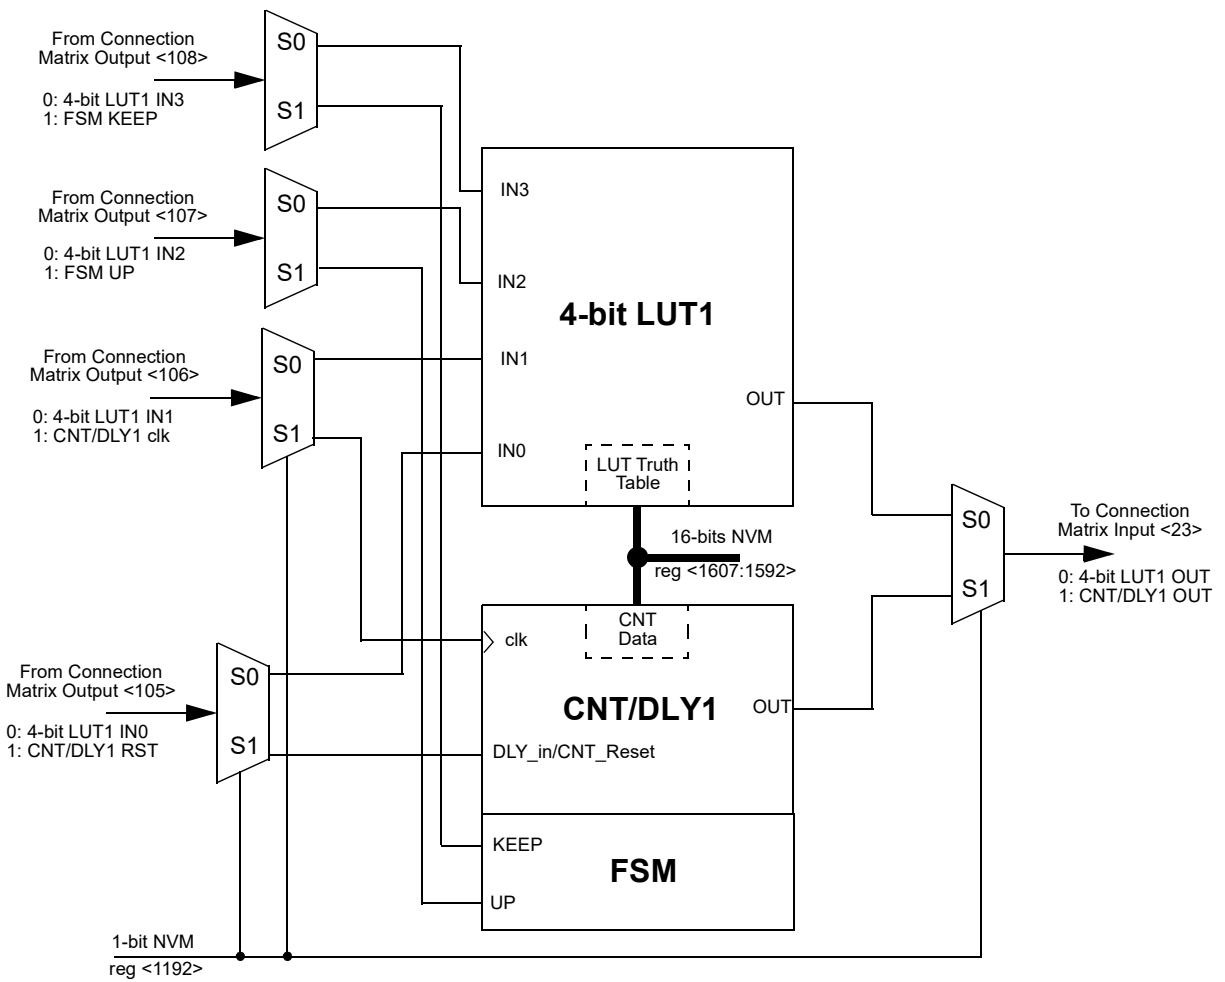 From Connection
Matrix Output <108>
0: 4-bit LUT1 IN3
1: FSM KEEP
S0
S1
From Connection
Matrix Output <107>
0: 4-bit LUT1 IN2
1: FSM UP
S0
S1
From Connection
Matrix Output <106>
0: 4-bit LUT1 IN1
1: CNT/DLY1 clk
S0
S1
From Connection
Matrix Output <105>
0: 4-bit LUT1 IN0
1: CNT/DLY1 RST
S0
S1
IN3
IN2
IN1
IN0
4-bit LUT1
OUT
LUT Truth
Table
16-bits NVM
reg <1607:1592>
CNT
Data
clk
CNT/DLY1
OUT
DLY_in/CNT_Reset
KEEP
FSM
UP
S0
S1
To Connection
Matrix Input <23>
0: 4-bit LUT1 OUT
1: CNT/DLY1 OUT
1-bit NVM
reg <1192>